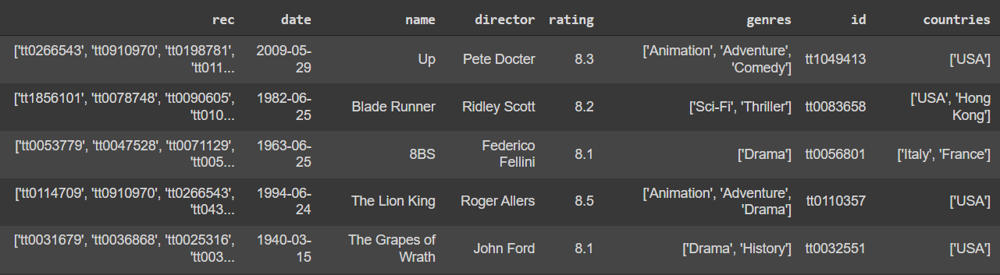 rec date name director rating genres id countries
['tt0266543', 'tt0910970', 'tt0198781', 'tt011... 2009-05-29 Up Pete Docter 8.3 ['Animation', 'Adventure', 'Comedy'] tt1049413 ['USA']
['tt1856101', 'tt0078748', 'tt0090605', 'tt010... 1982-06-25 Blade Runner Ridley Scott 8.2 ['Sci-Fi', 'Thriller'] tt0083658 ['USA', 'Hong Kong']
['tt0053779', 'tt0047528', 'tt0071129', 'tt005... 1963-06-25 8BS Federico Fellini 8.1 ['Drama'] tt0056801 ['Italy', 'France']
['tt0114709', 'tt0910970', 'tt0266543', 'tt043... 1994-06-24 The Lion King Roger Allers 8.5 ['Animation', 'Adventure', 'Drama'] tt0110357 ['USA']
['tt0031679', 'tt0036868', 'tt0025316', 'tt003... 1940-03-15 The Grapes of Wrath John Ford 8.1 ['Drama', 'History'] tt0032551 ['USA']